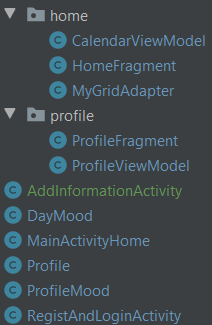 home
CalendarViewModel
HomeFragment
MyGridAdapter
profile
ProfileFragment
ProfileViewModel
AddInformationActivity
DayMood
MainActivityHome
Profile
ProfileMood
RegistAndLoginActivity